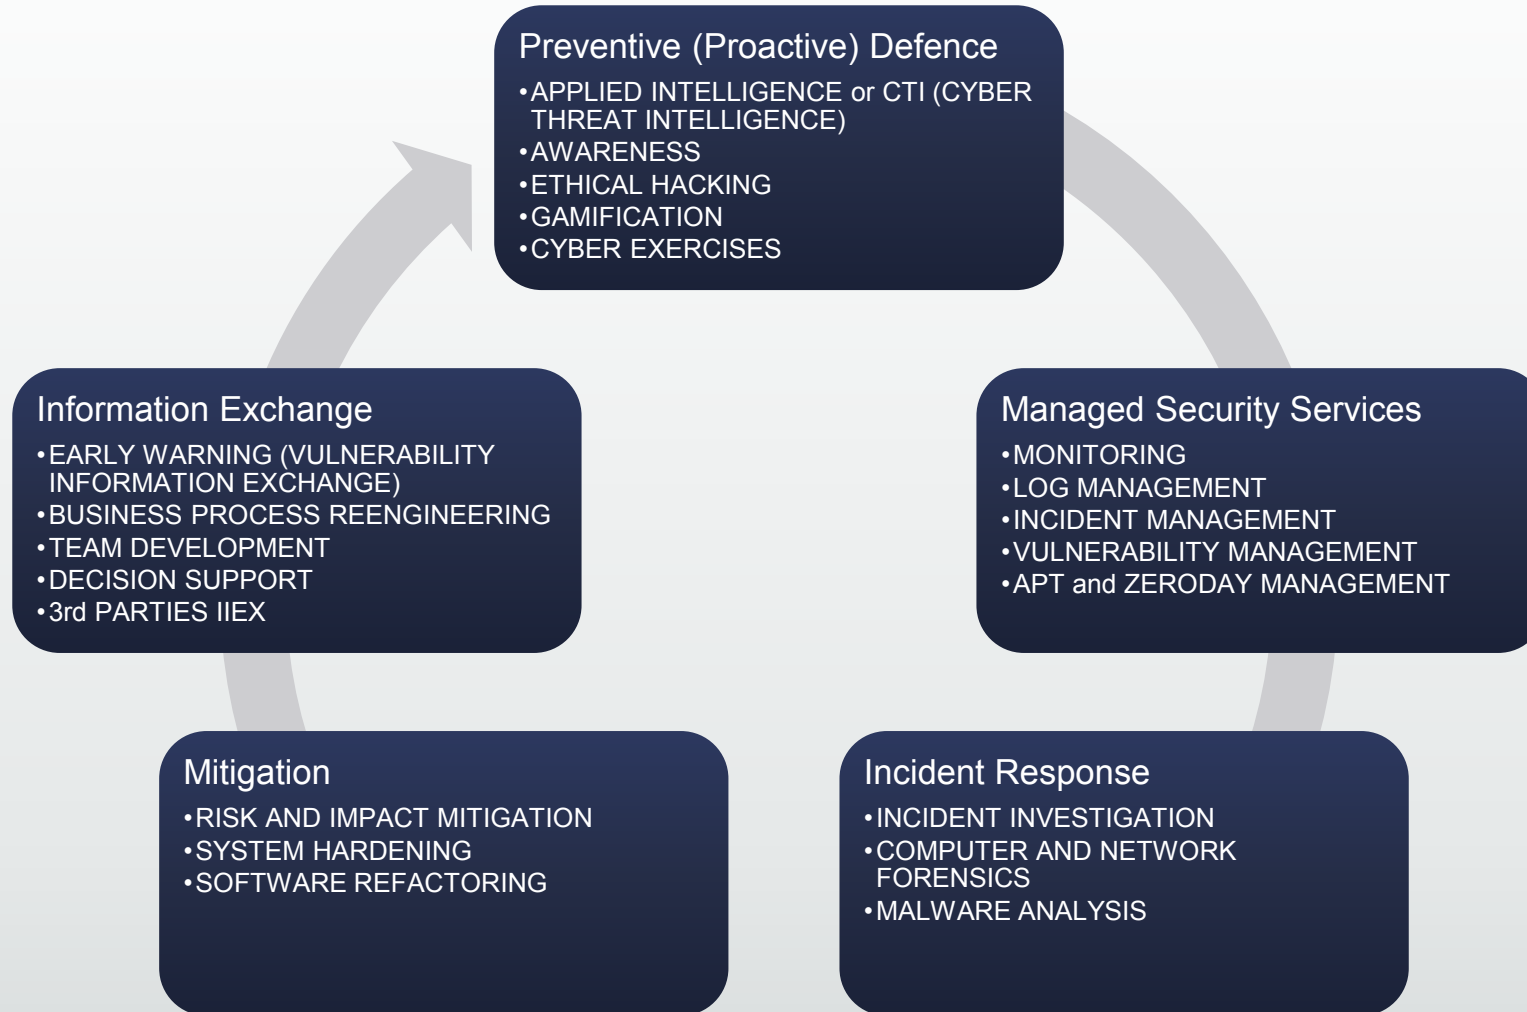 Preventive (Proactive) Defence
•APPLIED INTELLIGENCE or CTI (CYBER
THREAT INTELLIGENCE)
•AWARENESS
•ETHICAL HACKING
•GAMIFICATION
•CYBER EXERCISES
Managed Security Services
•MONITORING
•LOG MANAGEMENT
•INCIDENT MANAGEMENT
•VULNERABILITY MANAGEMENT
•APT and ZERODAY MANAGEMENT
Incident Response
•INCIDENT INVESTIGATION
•COMPUTER AND NETWORK
FORENSICS
•MALWARE ANALYSIS
Mitigation
•RISK AND IMPACT MITIGATION
•SYSTEM HARDENING
•SOFTWARE REFACTORING
Information Exchange
•EARLY WARNING (VULNERABILITY
INFORMATION EXCHANGE)
•BUSINESS PROCESS REENGINEERING
•TEAM DEVELOPMENT
•DECISION SUPPORT
•3rd PARTIES IIEX